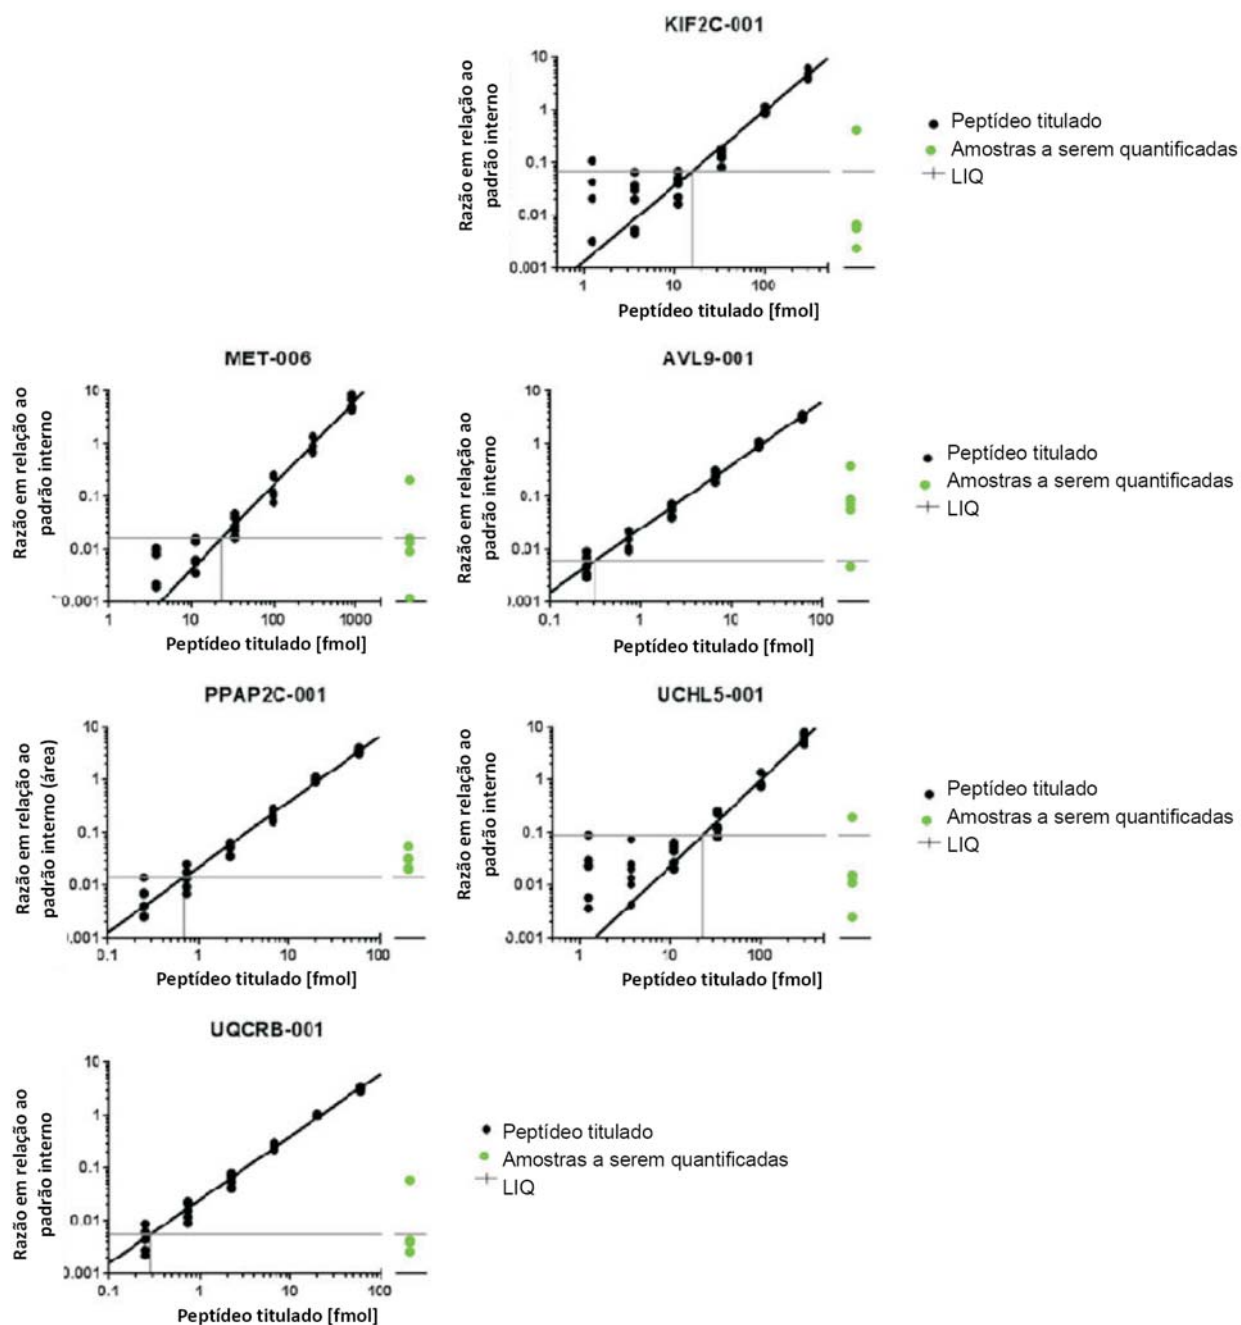 KIF2C-001
Razão em relação ao
padrão interno
10
1
0.1
0.01
0.001
1
10
100
Peptídeo titulado [fmol]
Peptídeo titulado
Amostras a serem quantificadas
LIQ
MET-006
Razão em relação ao
padrão interno
10
1
0.1
0.01
0.001
1
10
100
1000
Peptídeo titulado [fmol]
AVL9-001
Razão em relação ao
padrão interno
10
1
0.1
0.01
0.001
0.1
1
10
100
Peptídeo titulado [fmol]
Peptídeo titulado
Amostras a serem quantificadas
LIQ
PPAP2C-001
Razão em relação ao
padrão interno (área)
10
1
0.1
0.01
0.001
0.1
1
10
100
Peptídeo titulado [fmol]
UCHL5-001
Razão em relação ao
padrão interno
10
1
0.1
0.01
0.001
1
10
100
Peptídeo titulado [fmol]
Peptídeo titulado
Amostras a serem quantificadas
LIQ
UQCRB-001
Razão em relação ao
padrão interno
10
1
0.1
0.01
0.001
0.1
1
10
100
Peptídeo titulado [fmol]
Peptídeo titulado
Amostras a serem quantificadas
LIQ